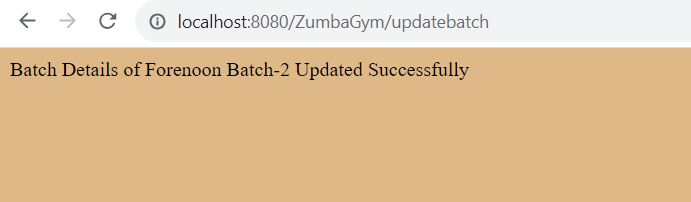 localhost:8080/ZumbaGym/updatebatch
Batch Details of Forenoon Batch-2 Updated Successfully